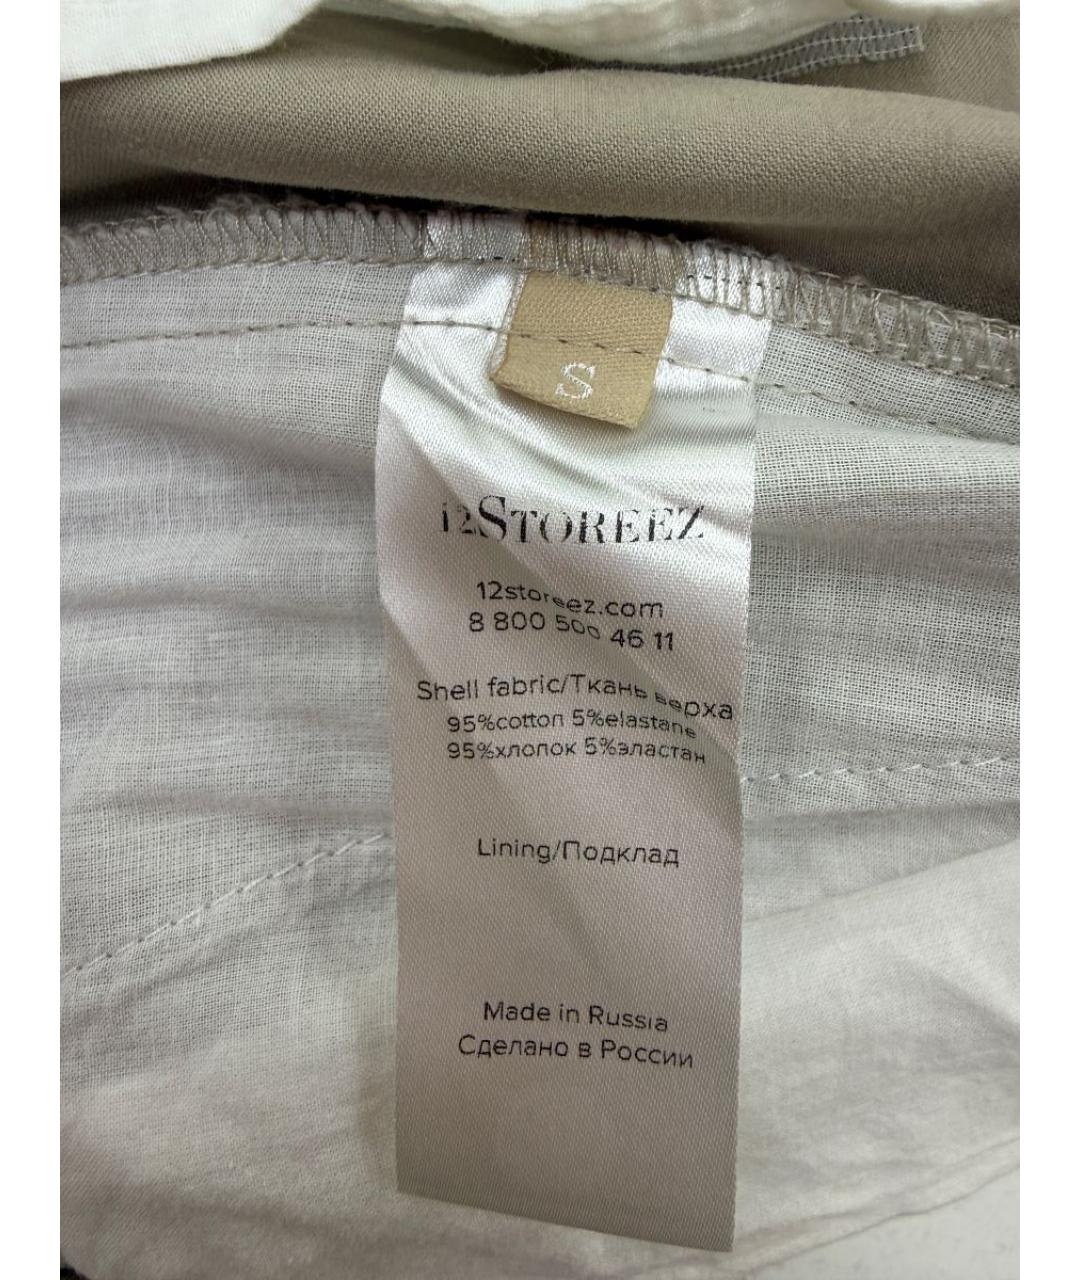 S
12STOREEZ
12storeez.com
8 800 500 46 11
Shell fabric/Ткань верха
95%cotton 5%elastane
95%хлопок 5%эластан
Lining/Подклад
Made in Russia
Сделано в России